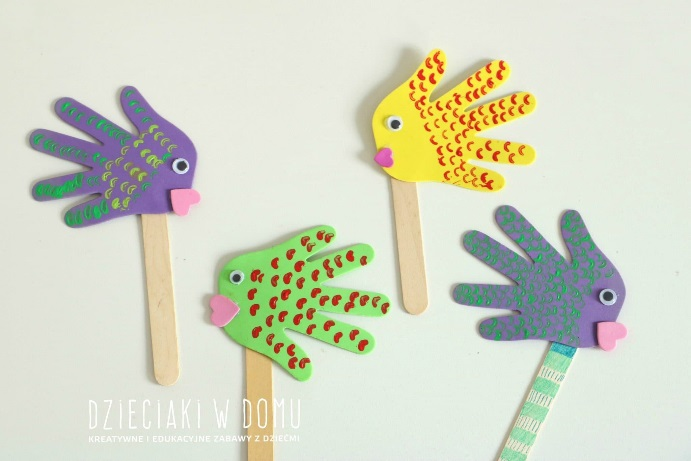 DZIECIAKI W DOMU
KREATYWNE I EDUKACYJNE ZABAWY Z DZIEĆMI